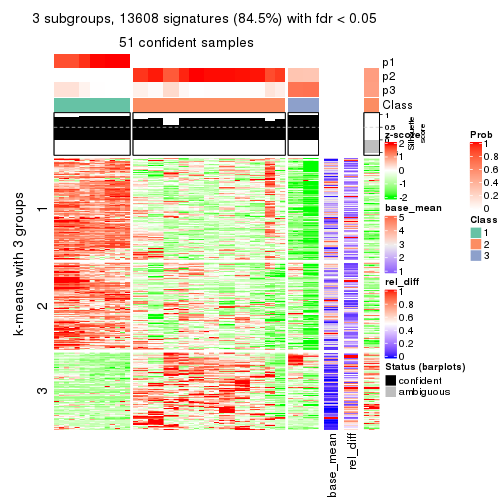 3 subgroups, 13608 signatures (84.5%) with fdr < 0.05
51 confident samples
p1
p2
p3
Class
1
0.5
0
Silhouette
score
z-score
2
1
0
-1
-2
base_mean
5
4
3
2
1
rel_diff
1
0.8
0.6
0.4
0.2
0
Prob
1
0.8
0.6
0.4
0.2
0
Class
1
2
3
Status (barplots)
confident
ambiguous
k-means with 3 groups
1
2
3
base_mean
rel_diff